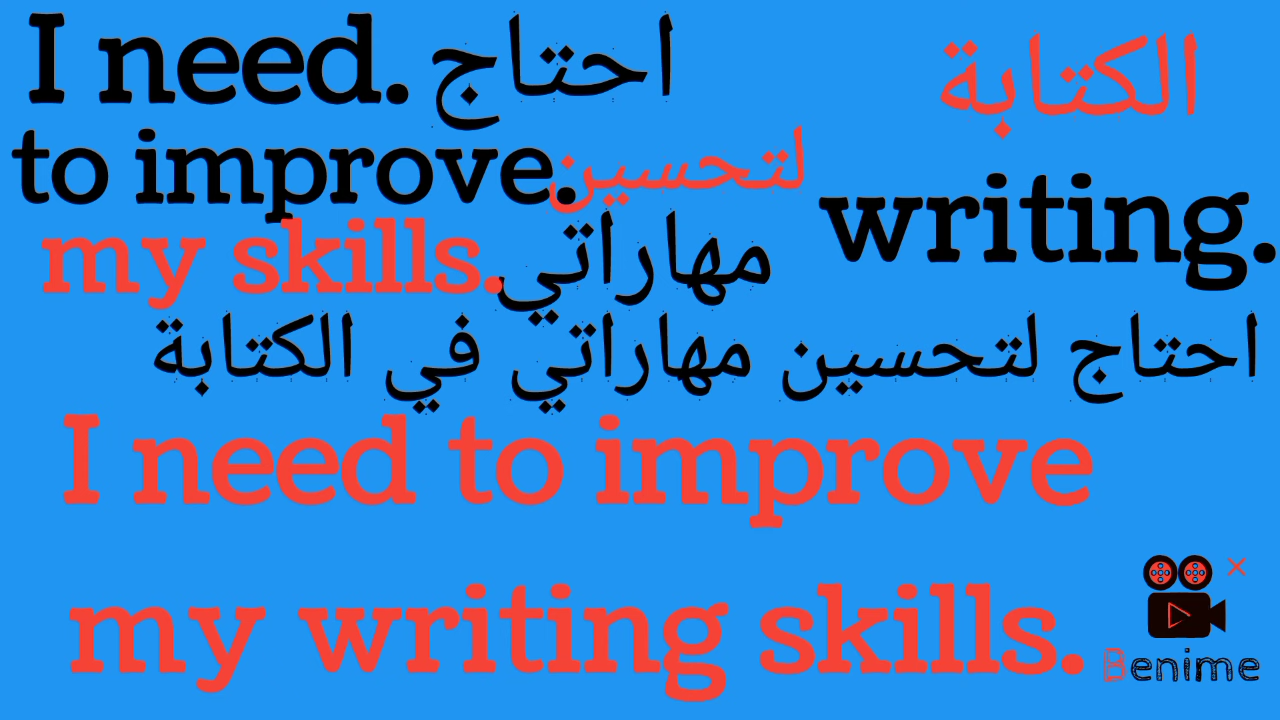 I need. احتاج
الكتابة
to improve. لتحسين
writing.
my skills. مهاراتي
احتاج لتحسين مهاراتي في الكتابة
I need to improve
my writing skills.
Benime